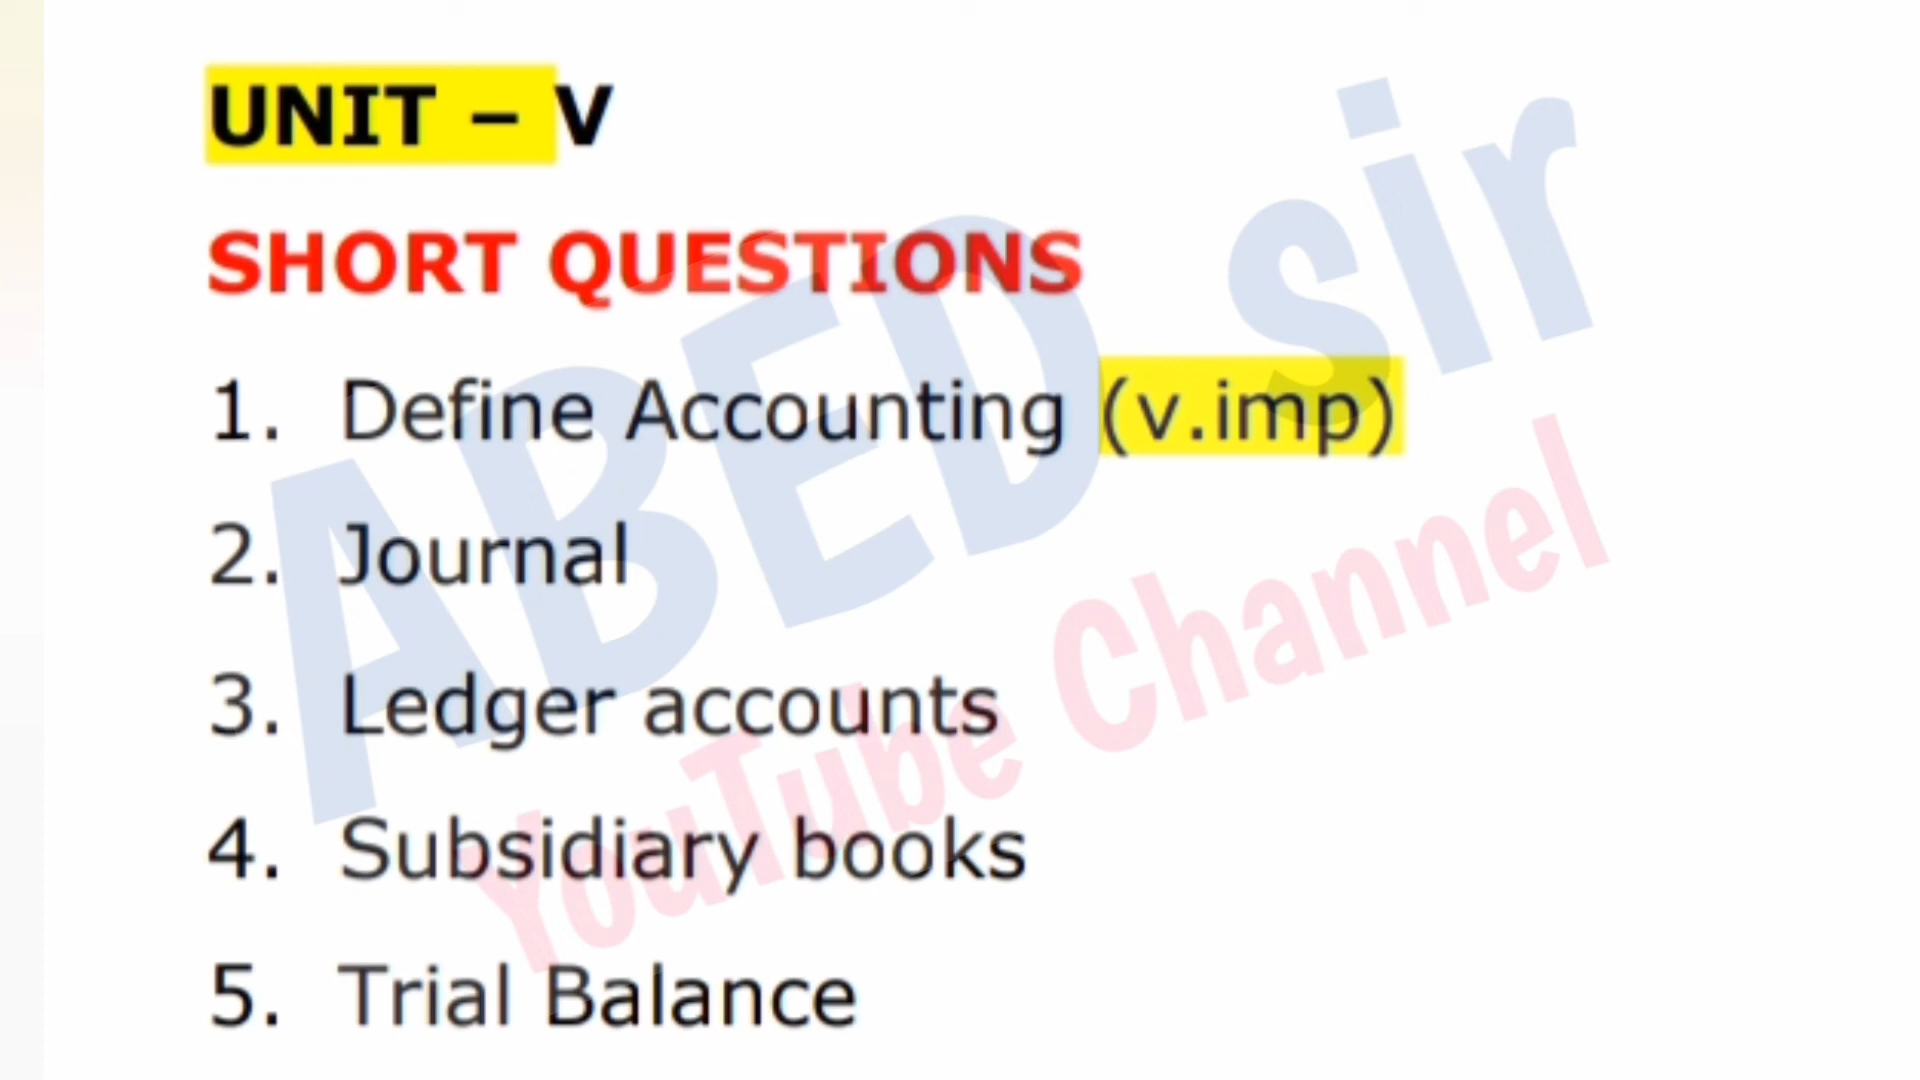 UNIT – V
SHORT QUESTIONS
1. Define Accounting (v.imp)
2. Journal
3. Ledger accounts
4. Subsidiary books
5. Trial Balance
ABED sir
YouTube Channel